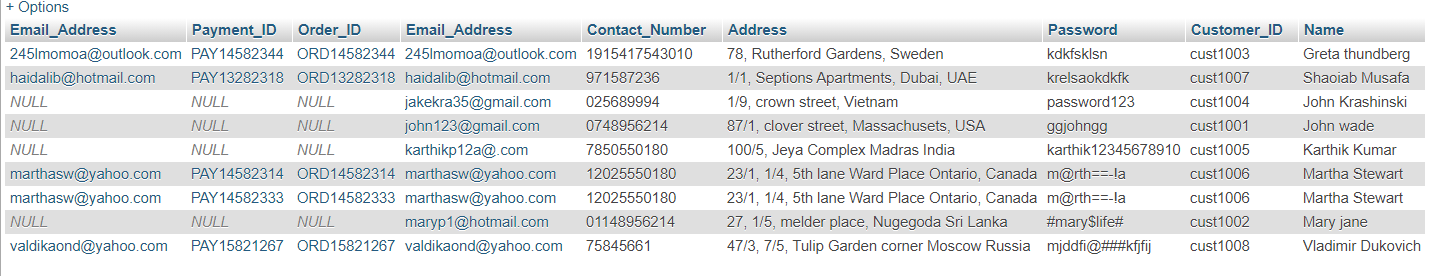 + Options
Email_Address Payment_ID Order_ID Email_Address Contact_Number Address Password Customer_ID Name
245lmomoa@outlook.com PAY14582344 ORD14582344 245lmomoa@outlook.com 1915417543010 78, Rutherford Gardens, Sweden kdkfsklsn cust1003 Greta thundberg
haidalib@hotmail.com PAY13282318 ORD13282318 haidalib@hotmail.com 971587236 1/1, Septions Apartments, Dubai, UAE krelsaokdkfk cust1007 Shaoiab Musafa
NULL NULL NULL jakekra35@gmail.com 025689994 1/9, crown street, Vietnam password123 cust1004 John Krashinski
NULL NULL NULL john123@gmail.com 0748956214 87/1, clover street, Massachusets, USA ggjohngg cust1001 John wade
NULL NULL NULL karthikp12a@.com 7850550180 100/5, Jeya Complex Madras India karthik12345678910 cust1005 Karthik Kumar
marthasw@yahoo.com PAY14582314 ORD14582314 marthasw@yahoo.com 12025550180 23/1, 1/4, 5th lane Ward Place Ontario, Canada m@rth==-!a cust1006 Martha Stewart
marthasw@yahoo.com PAY14582333 ORD14582333 marthasw@yahoo.com 12025550180 23/1, 1/4, 5th lane Ward Place Ontario, Canada m@rth==-!a cust1006 Martha Stewart
NULL NULL NULL maryp1@hotmail.com 01148956214 27, 1/5, melder place, Nugegoda Sri Lanka #mary$life# cust1002 Mary jane
valdikaond@yahoo.com PAY15821267 ORD15821267 valdikaond@yahoo.com 75845661 47/3, 7/5, Tulip Garden corner Moscow Russia mjddfi@###kfjfij cust1008 Vladimir Dukovich